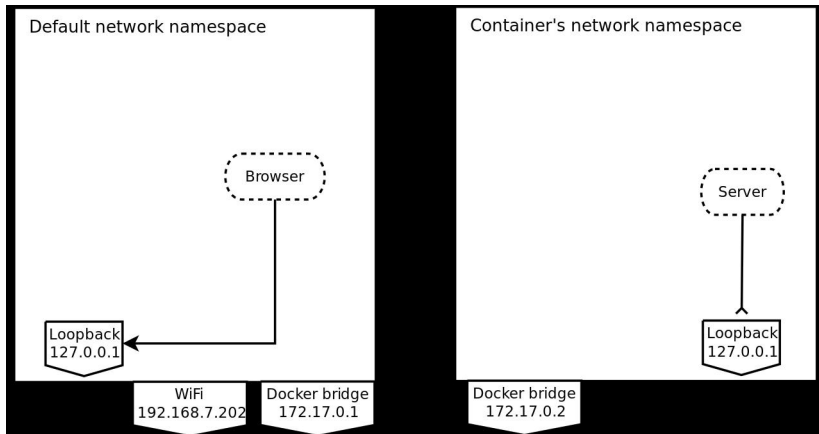 Default network namespace
Container's network namespace
Browser
Server
Loopback
127.0.0.1
Loopback
127.0.0.1
WiFi
192.168.7.202
Docker bridge
172.17.0.1
Docker bridge
172.17.0.2